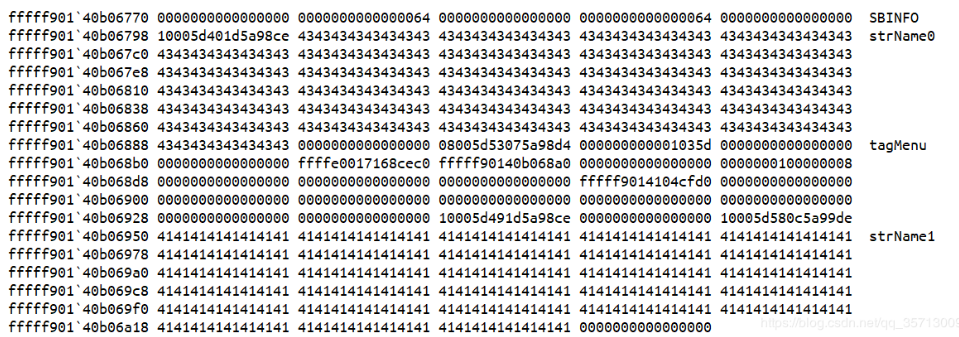 fffff901`40b06770 0000000000000000 0000000000000064 0000000000000000 0000000000000064 0000000000000000 SBINFO
fffff901`40b06798 10005d401d5a98ce 4343434343434343 4343434343434343 4343434343434343 4343434343434343 strName0
fffff901`40b067c0 4343434343434343 4343434343434343 4343434343434343 4343434343434343 4343434343434343
fffff901`40b067e8 4343434343434343 4343434343434343 4343434343434343 4343434343434343 4343434343434343
fffff901`40b06810 4343434343434343 4343434343434343 4343434343434343 4343434343434343 4343434343434343
fffff901`40b06838 4343434343434343 4343434343434343 4343434343434343 4343434343434343 4343434343434343
fffff901`40b06860 4343434343434343 4343434343434343 4343434343434343 4343434343434343 4343434343434343
fffff901`40b06888 4343434343434343 0000000000000000 08005d53075a98d4 000000000001035d 0000000000000000 tagMenu
fffff901`40b068b0 0000000000000000 ffffe0017168cec0 fffff90140b068a0 0000000000000000 0000000100000008
fffff901`40b068d8 0000000000000000 0000000000000000 0000000000000000 fffff9014104cfd0 0000000000000000
fffff901`40b06900 0000000000000000 0000000000000000 0000000000000000 0000000000000000 0000000000000000
fffff901`40b06928 0000000000000000 0000000000000000 10005d491d5a98ce 0000000000000000 10005d580c5a99de
fffff901`40b06950 4141414141414141 4141414141414141 4141414141414141 4141414141414141 4141414141414141 strName1
fffff901`40b06978 4141414141414141 4141414141414141 4141414141414141 4141414141414141 4141414141414141
fffff901`40b069a0 4141414141414141 4141414141414141 4141414141414141 4141414141414141 4141414141414141
fffff901`40b069c8 4141414141414141 4141414141414141 4141414141414141 4141414141414141 4141414141414141
fffff901`40b069f0 4141414141414141 4141414141414141 4141414141414141 4141414141414141 4141414141414141
fffff901`40b06a18 4141414141414141 4141414141414141 4141414141414141 0000000000000000
https://blog.csdn.net/qq_35713009